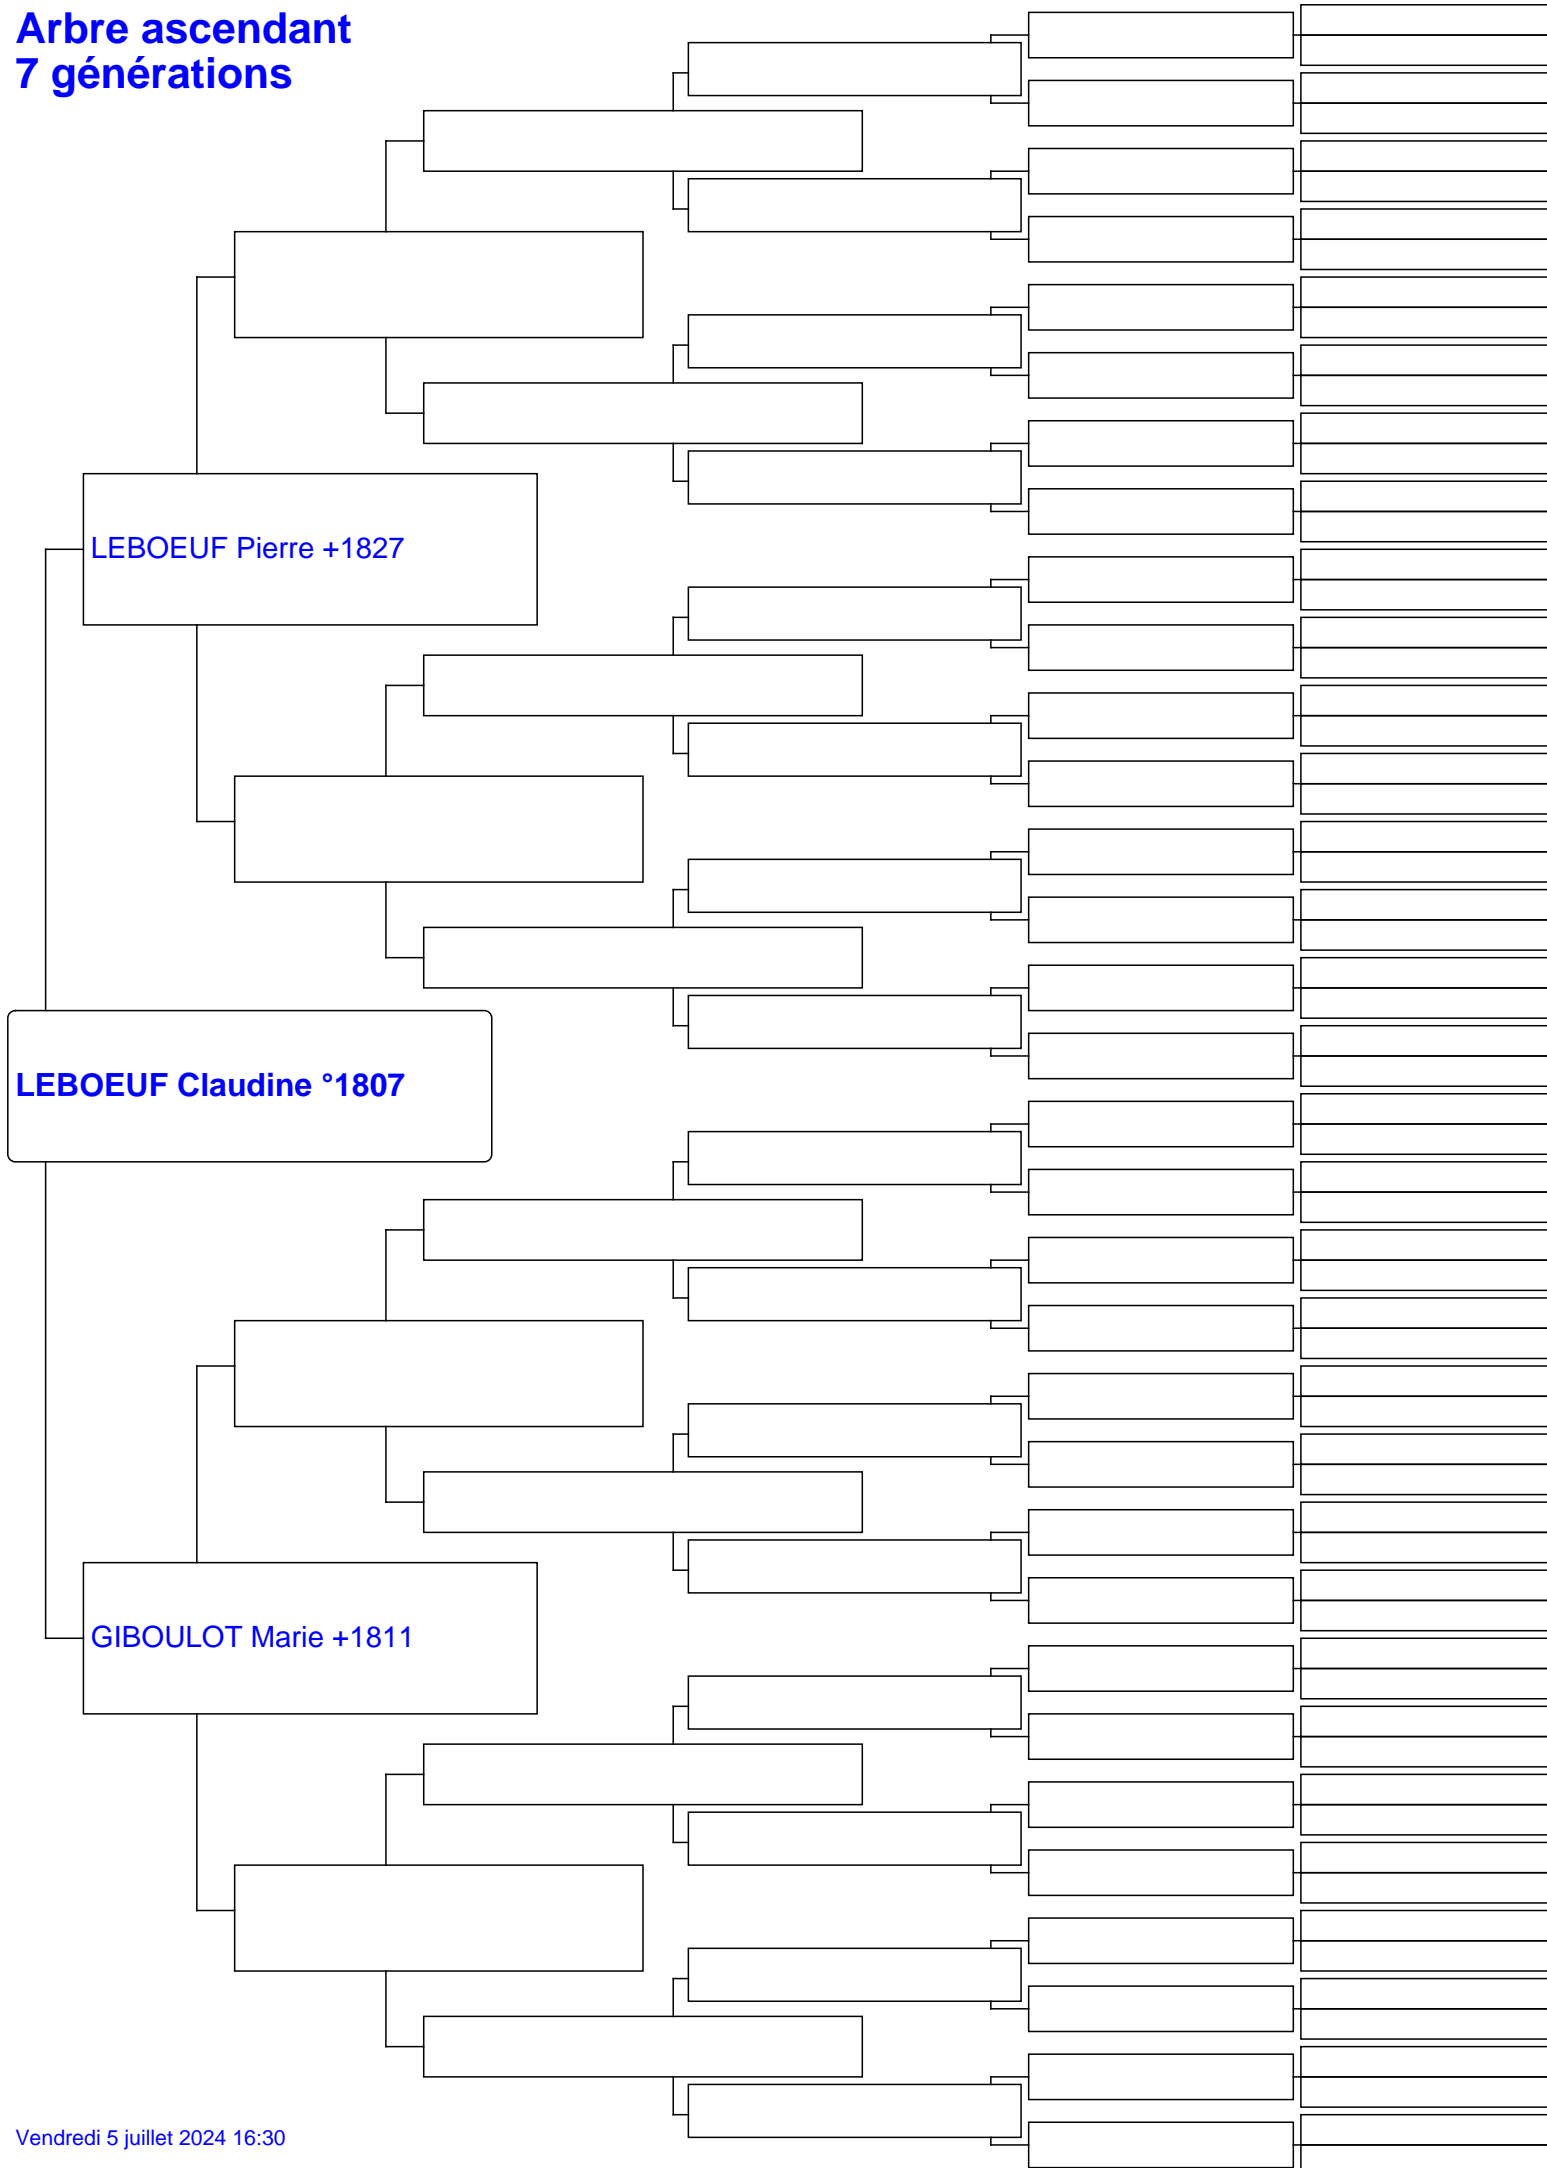 Arbre ascendant
7 générations
LEBOEUF Pierre +1827
LEBOEUF Claudine °1807
GIBOULOT Marie +1811
Vendredi 5 juillet 2024 16:30